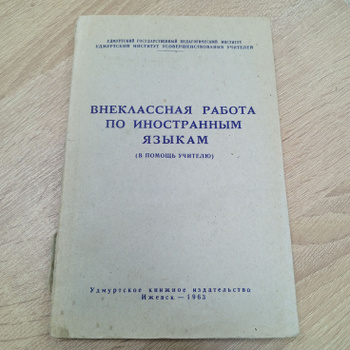 УДМУРТСКИЙ ГОСУДАРСТВЕННЫЙ ПЕДАГОГИЧЕСКИЙ ИНСТИТУТ
УДМУРТСКИЙ ИНСТИТУТ УСОВЕРШЕНСТВОВАНИЯ УЧИТЕЛЕЙ
ВНЕКЛАССНАЯ РАБОТА
ПО ИНОСТРАННЫМ
ЯЗЫКАМ
(В ПОМОЩЬ УЧИТЕЛЮ)
Удмуртское книжное издательство
Ижевск — 1963